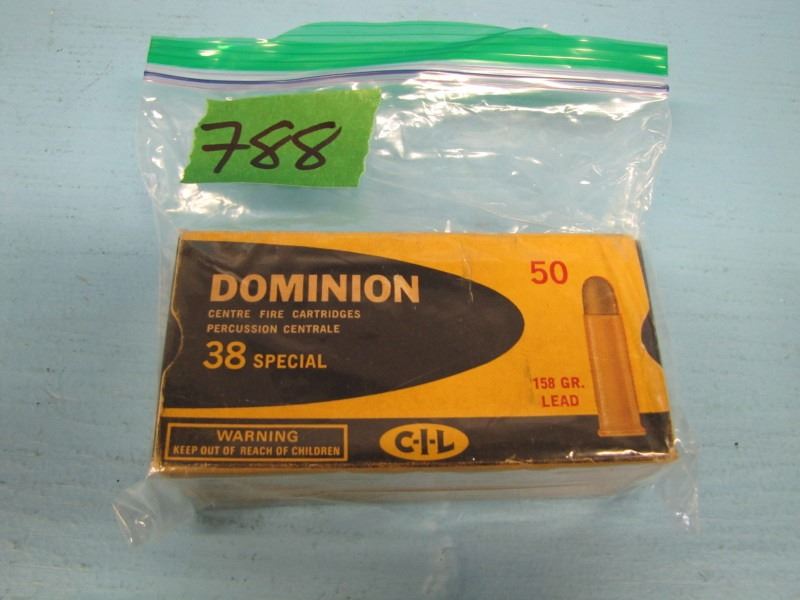 788
DOMINION
CENTRE FIRE CARTRIDGES
PERCUSSION CENTRALE
38 SPECIAL
50
158 GR.
LEAD
WARNING
KEEP OUT OF REACH OF CHILDREN
C-I-L